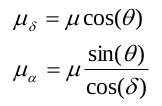 μ_δ = μ cos(θ)
μ_α = μ sin(θ) / cos(δ)